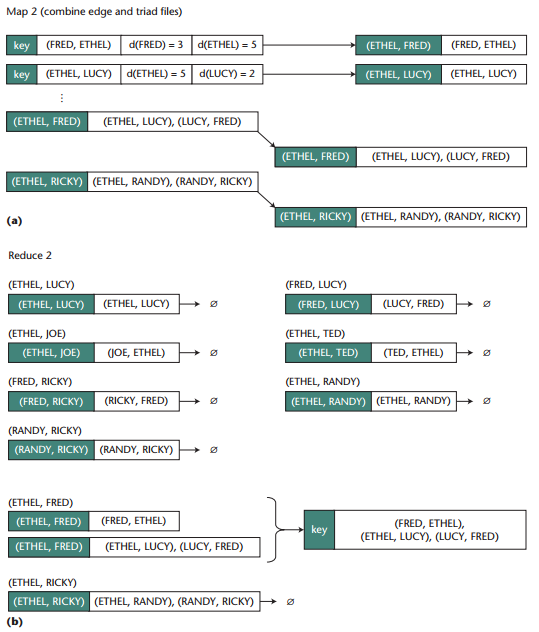 Map 2 (combine edge and triad files)
key (FRED, ETHEL) d(FRED) = 3 d(ETHEL) = 5 (ETHEL, FRED) (FRED, ETHEL)
key (ETHEL, LUCY) d(ETHEL) = 5 d(LUCY) = 2 (ETHEL, LUCY) (ETHEL, LUCY)
⋮
(ETHEL, FRED) (ETHEL, LUCY), (LUCY, FRED)
(ETHEL, FRED) (ETHEL, LUCY), (LUCY, FRED)
(ETHEL, RICKY) (ETHEL, RANDY), (RANDY, RICKY)
(ETHEL, RICKY) (ETHEL, RANDY), (RANDY, RICKY)
(a)
Reduce 2
(ETHEL, LUCY) (FRED, LUCY)
(ETHEL, LUCY) (ETHEL, LUCY) ∅ (FRED, LUCY) (LUCY, FRED) ∅
(ETHEL, JOE) (ETHEL, TED)
(ETHEL, JOE) (JOE, ETHEL) ∅ (ETHEL, TED) (TED, ETHEL) ∅
(FRED, RICKY) (ETHEL, RANDY)
(FRED, RICKY) (RICKY, FRED) ∅ (ETHEL, RANDY) (ETHEL, RANDY) ∅
(RANDY, RICKY)
(RANDY, RICKY) (RANDY, RICKY) ∅
(ETHEL, FRED)
(ETHEL, FRED) (FRED, ETHEL)
(ETHEL, FRED) (ETHEL, LUCY), (LUCY, FRED)
key (FRED, ETHEL),
(ETHEL, LUCY), (LUCY, FRED)
(ETHEL, RICKY)
(ETHEL, RICKY) (ETHEL, RANDY), (RANDY, RICKY) ∅
(b)